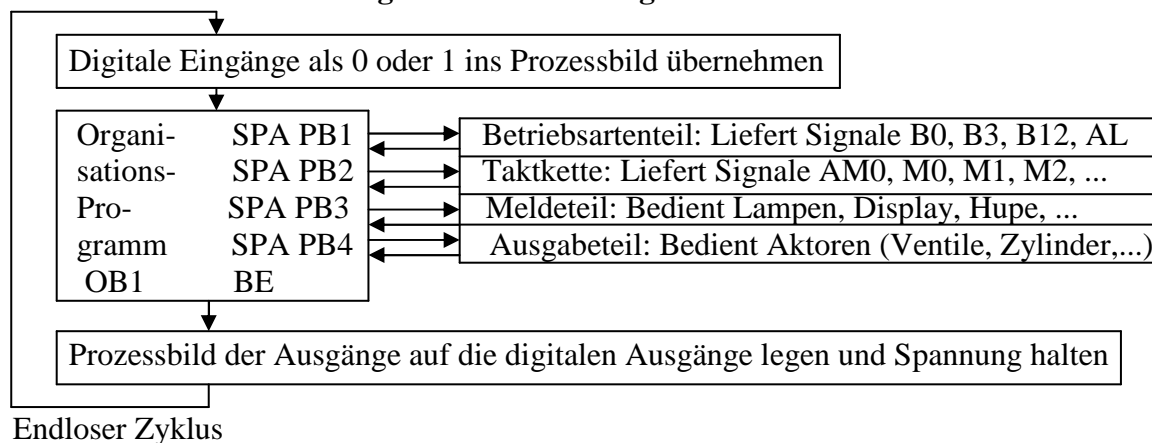 Digitale Eingänge als 0 oder 1 ins Prozessbild übernehmen
Organi- SPA PB1
sations- SPA PB2
Pro- SPA PB3
gramm SPA PB4
OB1 BE
Betriebsartenteil: Liefert Signale B0, B3, B12, AL
Taktkette: Liefert Signale AM0, M0, M1, M2, ...
Meldeteil: Bedient Lampen, Display, Hupe, ...
Ausgabeteil: Bedient Aktoren (Ventile, Zylinder,...)
Prozessbild der Ausgänge auf die digitalen Ausgänge legen und Spannung halten
Endloser Zyklus